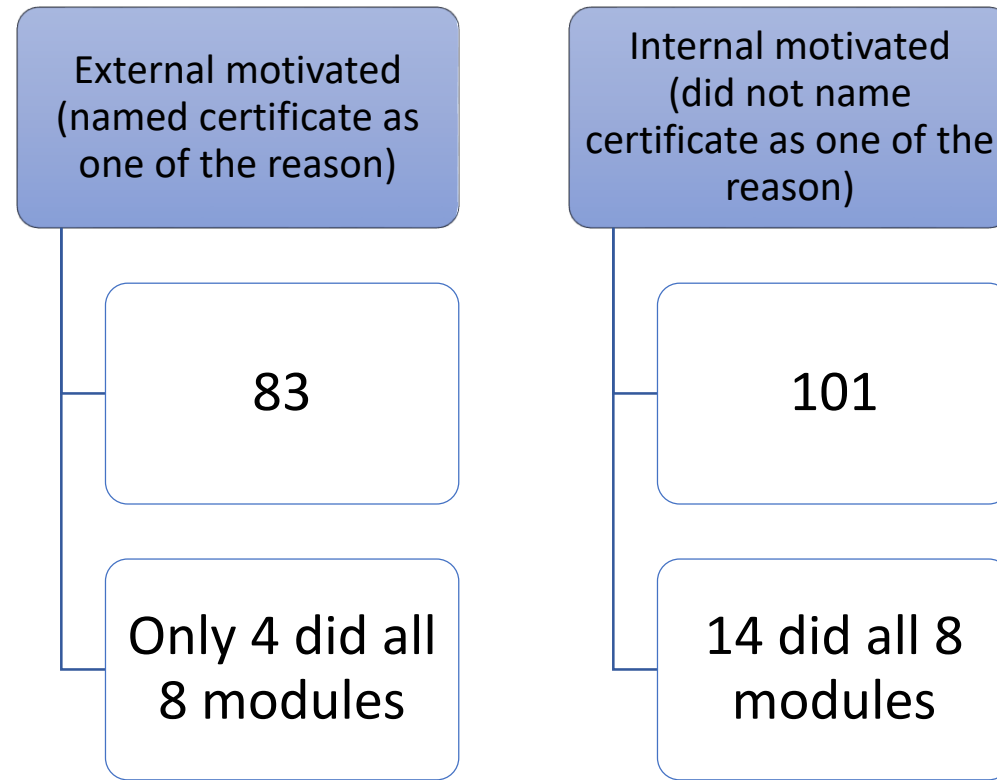 External motivated
(named certificate as
one of the reason)
83
Only 4 did all
8 modules
Internal motivated
(did not name
certificate as one of the
reason)
101
14 did all 8
modules